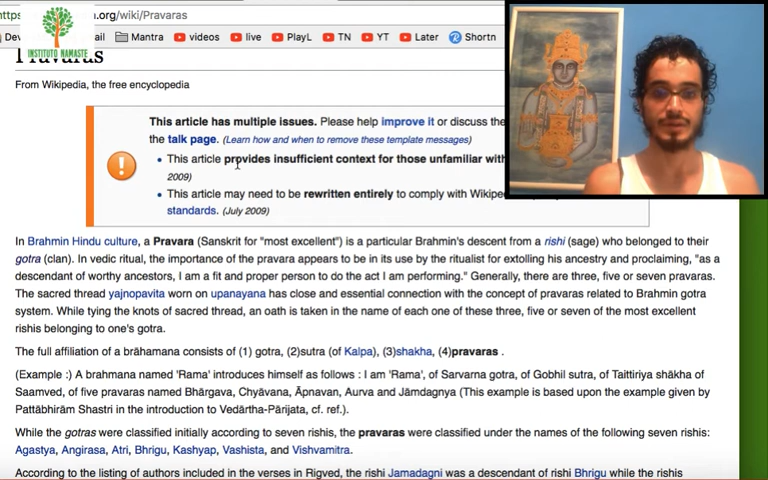 .org/wiki/Pravaras
INSTITUTO NAMASTE
Mantra videos live PlayL TN YT Later Shortn
Pravaras
From Wikipedia, the free encyclopedia
This article has multiple issues. Please help improve it or discuss the
the talk page. (Learn how and when to remove these template messages)
• This article provides insufficient context for those unfamiliar with
2009)
• This article may need to be rewritten entirely to comply with
standards. (July 2009)
In Brahmin Hindu culture, a Pravara (Sanskrit for "most excellent") is a particular Brahmin's descent from a rishi (sage) who belonged to their
gotra (clan). In vedic ritual, the importance of the pravara appears to be in its use by the ritualist for extolling his ancestry and proclaiming, "as a
descendant of worthy ancestors, I am a fit and proper person to do the act I am performing." Generally, there are three, five or seven pravaras.
The sacred thread yajnopavita worn on upanayana has close and essential connection with the concept of pravaras related to Brahmin gotra
system. While tying the knots of sacred thread, an oath is taken in the name of each one of these three, five or seven of the most excellent
rishis belonging to one's gotra.
The full affiliation of a brāhamana consists of (1) gotra, (2)sutra (of Kalpa), (3)shakha, (4)pravaras .
(Example :) A brahmana named 'Rama' introduces himself as follows : I am 'Rama', of Sarvarna gotra, of Gobhil sutra, of Taittiriya shākha of
Saamved, of five pravaras named Bhārgava, Chyāvana, Āpnavan, Aurva and Jāmdagnya (This example is based upon the example given by
Pattābhirām Shastri in the introduction to Vedārtha-Pārijata, cf. ref.).
While the gotras were classified initially according to seven rishis, the pravaras were classified under the names of the following seven rishis:
Agastya, Angirasa, Atri, Bhrigu, Kashyap, Vashista, and Vishvamitra.
According to the listing of authors included in the verses in Rigved, the rishi Jamadagni was a descendant of rishi Bhrigu while the rishis